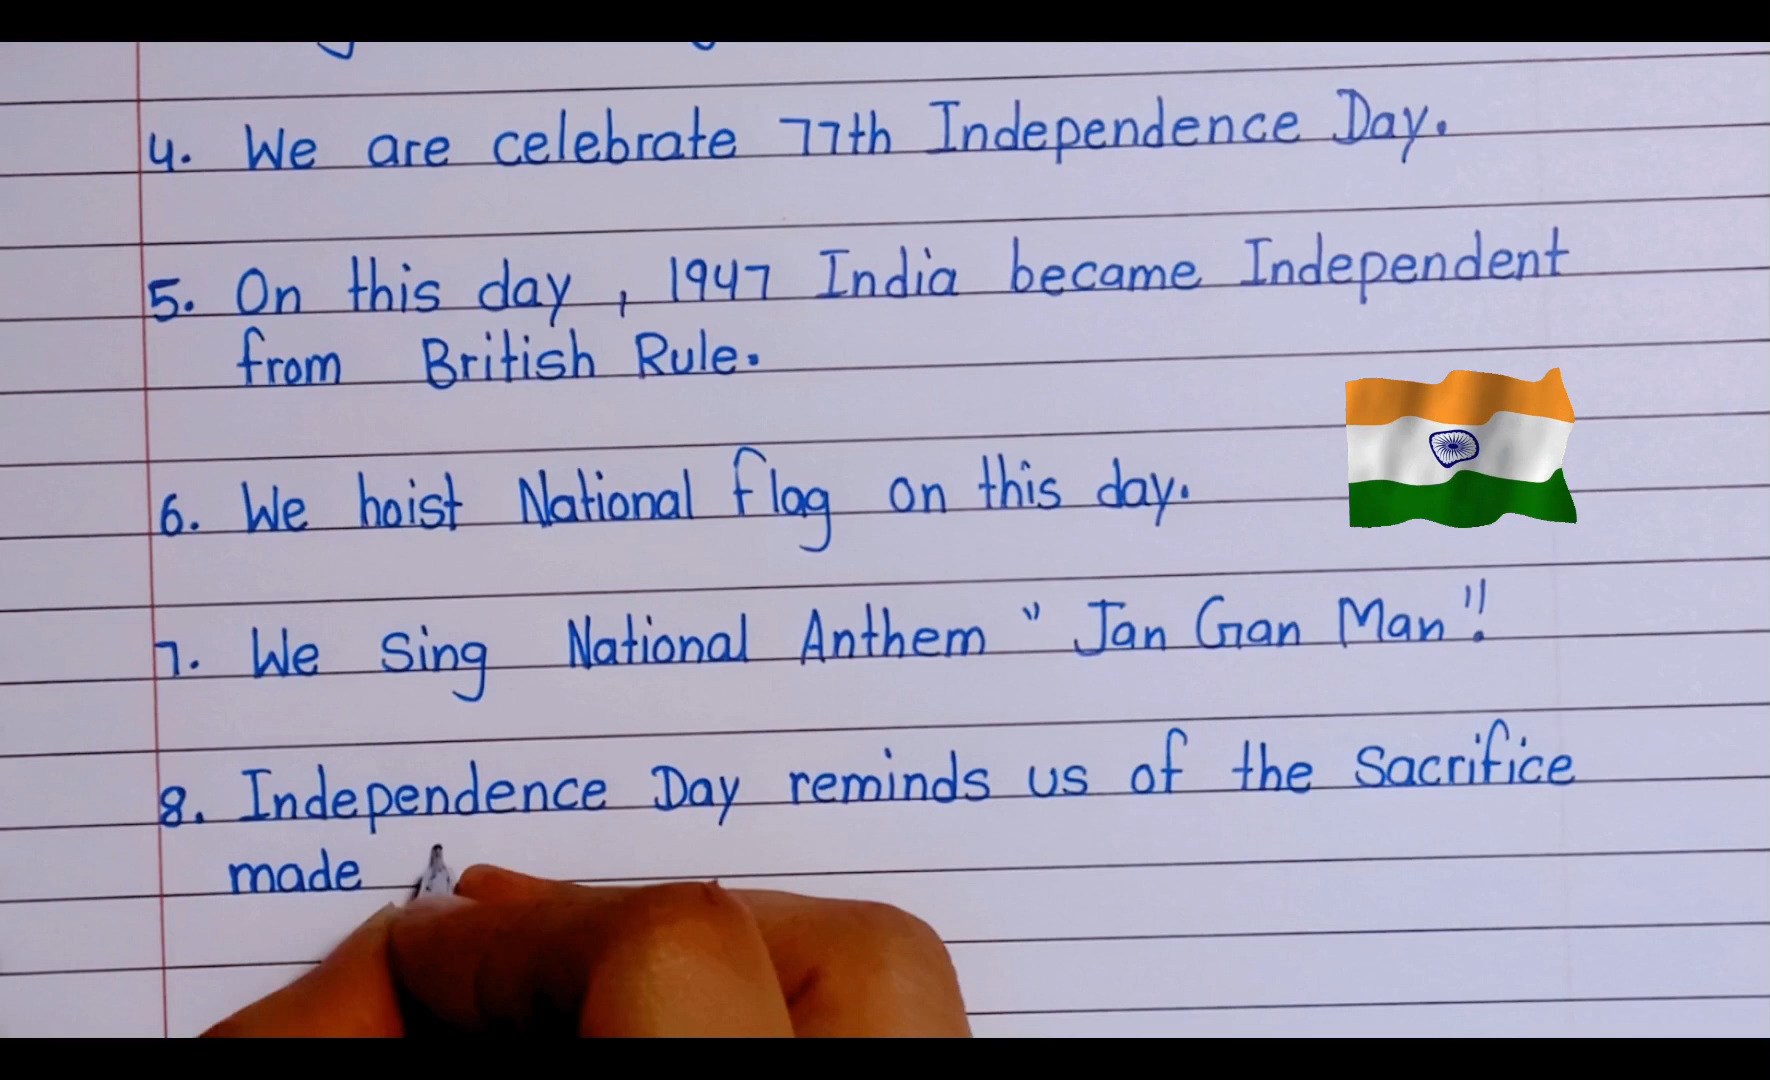 4. We are celebrate 77th Independence Day.
5. On this day, 1947 India became Independent
from British Rule.
6. We hoist National flag on this day.
7. We Sing National Anthem " Jan Gan Man".
8. Independence Day reminds us of the Sacrifice
made